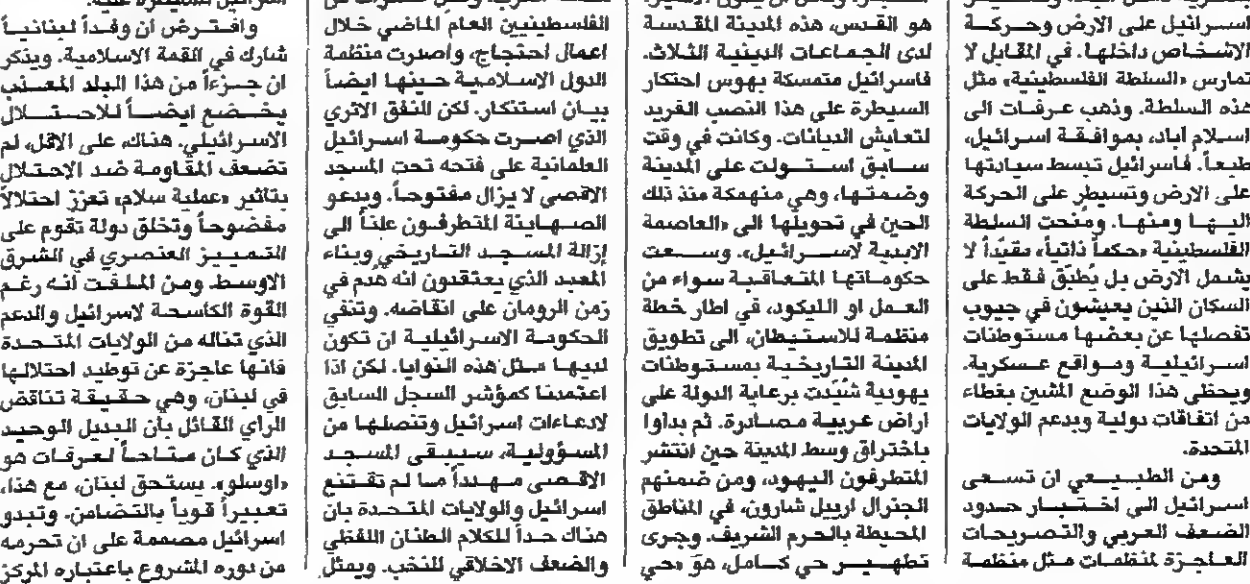 اسرائيل على الارض وحركة
الاشخاص داخلها. في المقابل لا
تمارس «السلطة الفلسطينية» مثل
هذه السلطة. وذهب عرفات الى
اسلام اباد، بموافقة اسرائيل،
طبعاً. فاسرائيل تبسط سيادتها
على الارض وتسيطر على الحركة
اليها ومنها. ومُنحت السلطة
الفلسطينية «حكماً ذاتياً» مقيّداً لا
يشمل الارض بل يُطبّق فقط على
السكان الذين يعيشون في جيوب
تفصلها عن بعضها مستوطنات
اسرائيلية ومواقع عسكرية.
ويحظى هذا الوضع المشين بغطاء
من اتفاقات دولية وبدعم الولايات
المتحدة.
ومن الطبيعي ان تسعى
اسرائيل الى اختبار حدود
الضعف العربي والتصريحات
العاجزة لمنظمات مثل منظمة
هو القدس، هذه المدينة المقدسة
لدى الجماعات الدينية الثلاث.
فاسرائيل متمسكة بهوس احتكار
السيطرة على هذا النصب الفريد
لتعايش الديانات. وكانت في وقت
سابق استولت على المدينة
وضمتها، وهي منهمكة منذ ذلك
الحين في تحويلها الى «العاصمة
الابدية لاسرائيل». وسعت
حكوماتها المتعاقبة سواء من
العمل او الليكود، في اطار خطة
منظمة للاستيطان، الى تطويق
المدينة التاريخية بمستوطنات
يهودية شُيّدت برعاية الدولة على
اراض عربية مصادرة. ثم بدأوا
باختراق وسط المدينة حين انتشر
المتطرفون اليهود، ومن ضمنهم
الجنرال ارييل شارون، في المناطق
المحيطة بالحرم الشريف. وجرى
تطهير حي كامل، هو «حي
الفلسطينيين العام الماضي خلال
اعمال احتجاج، واصدرت منظمة
الدول الاسلامية حينها ايضاً
بيان استنكار. لكن النفق الاثري
الذي اصرت حكومة اسرائيل
العلمانية على فتحه تحت المسجد
الاقصى لا يزال مفتوحاً. ويدعو
الصهاينة المتطرفون علناً الى
إزالة المسجد التاريخي وبناء
المعبد الذي يعتقدون انه هُدم في
زمن الرومان على انقاضه. وتنفي
الحكومة الاسرائيلية ان تكون
لديها مثل هذه النوايا. لكن اذا
اعتمدنا كمؤشر السجل السابق
لادعاءات اسرائيل وتنصلها من
المسؤولية، سيبقى المسجد
الاقصى مهدداً ما لم تقتنع
اسرائيل والولايات المتحدة بان
هناك حداً للكلام الطنان اللفظي
والضعف الاخلاقي للنخب. ويمثل
وافترض ان وفداً لبنانياً
شارك في القمة الاسلامية. ويذكر
ان جزءاً من هذا البلد المعذب
يخضع ايضاً للاحتلال
الاسرائيلي. هناك، على الاقل، لم
تضعف المقاومة ضد الاحتلال
بتاثير «عملية سلام» تعزز احتلالاً
مفضوحاً وتخلق دولة تقوم على
التمييز العنصري في الشرق
الاوسط. ومن الملفت انه رغم
القوة الكاسحة لاسرائيل والدعم
الذي تناله من الولايات المتحدة
فانها عاجزة عن توطيد احتلالها
في لبنان، وهي حقيقة تناقض
الرأي القائل بأن البديل الوحيد
الذي كان متاحاً لعرفات هو
«اوسلو». يستحق لبنان، مع هذا،
تعبيراً قوياً بالتضامن. وتبدو
اسرائيل مصممة على ان تحرمه
من دوره المشروع باعتباره المركز